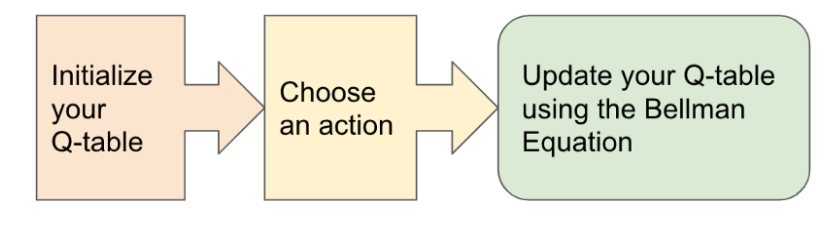 Initialize
your
Q-table
Choose
an action
Update your Q-table
using the Bellman
Equation